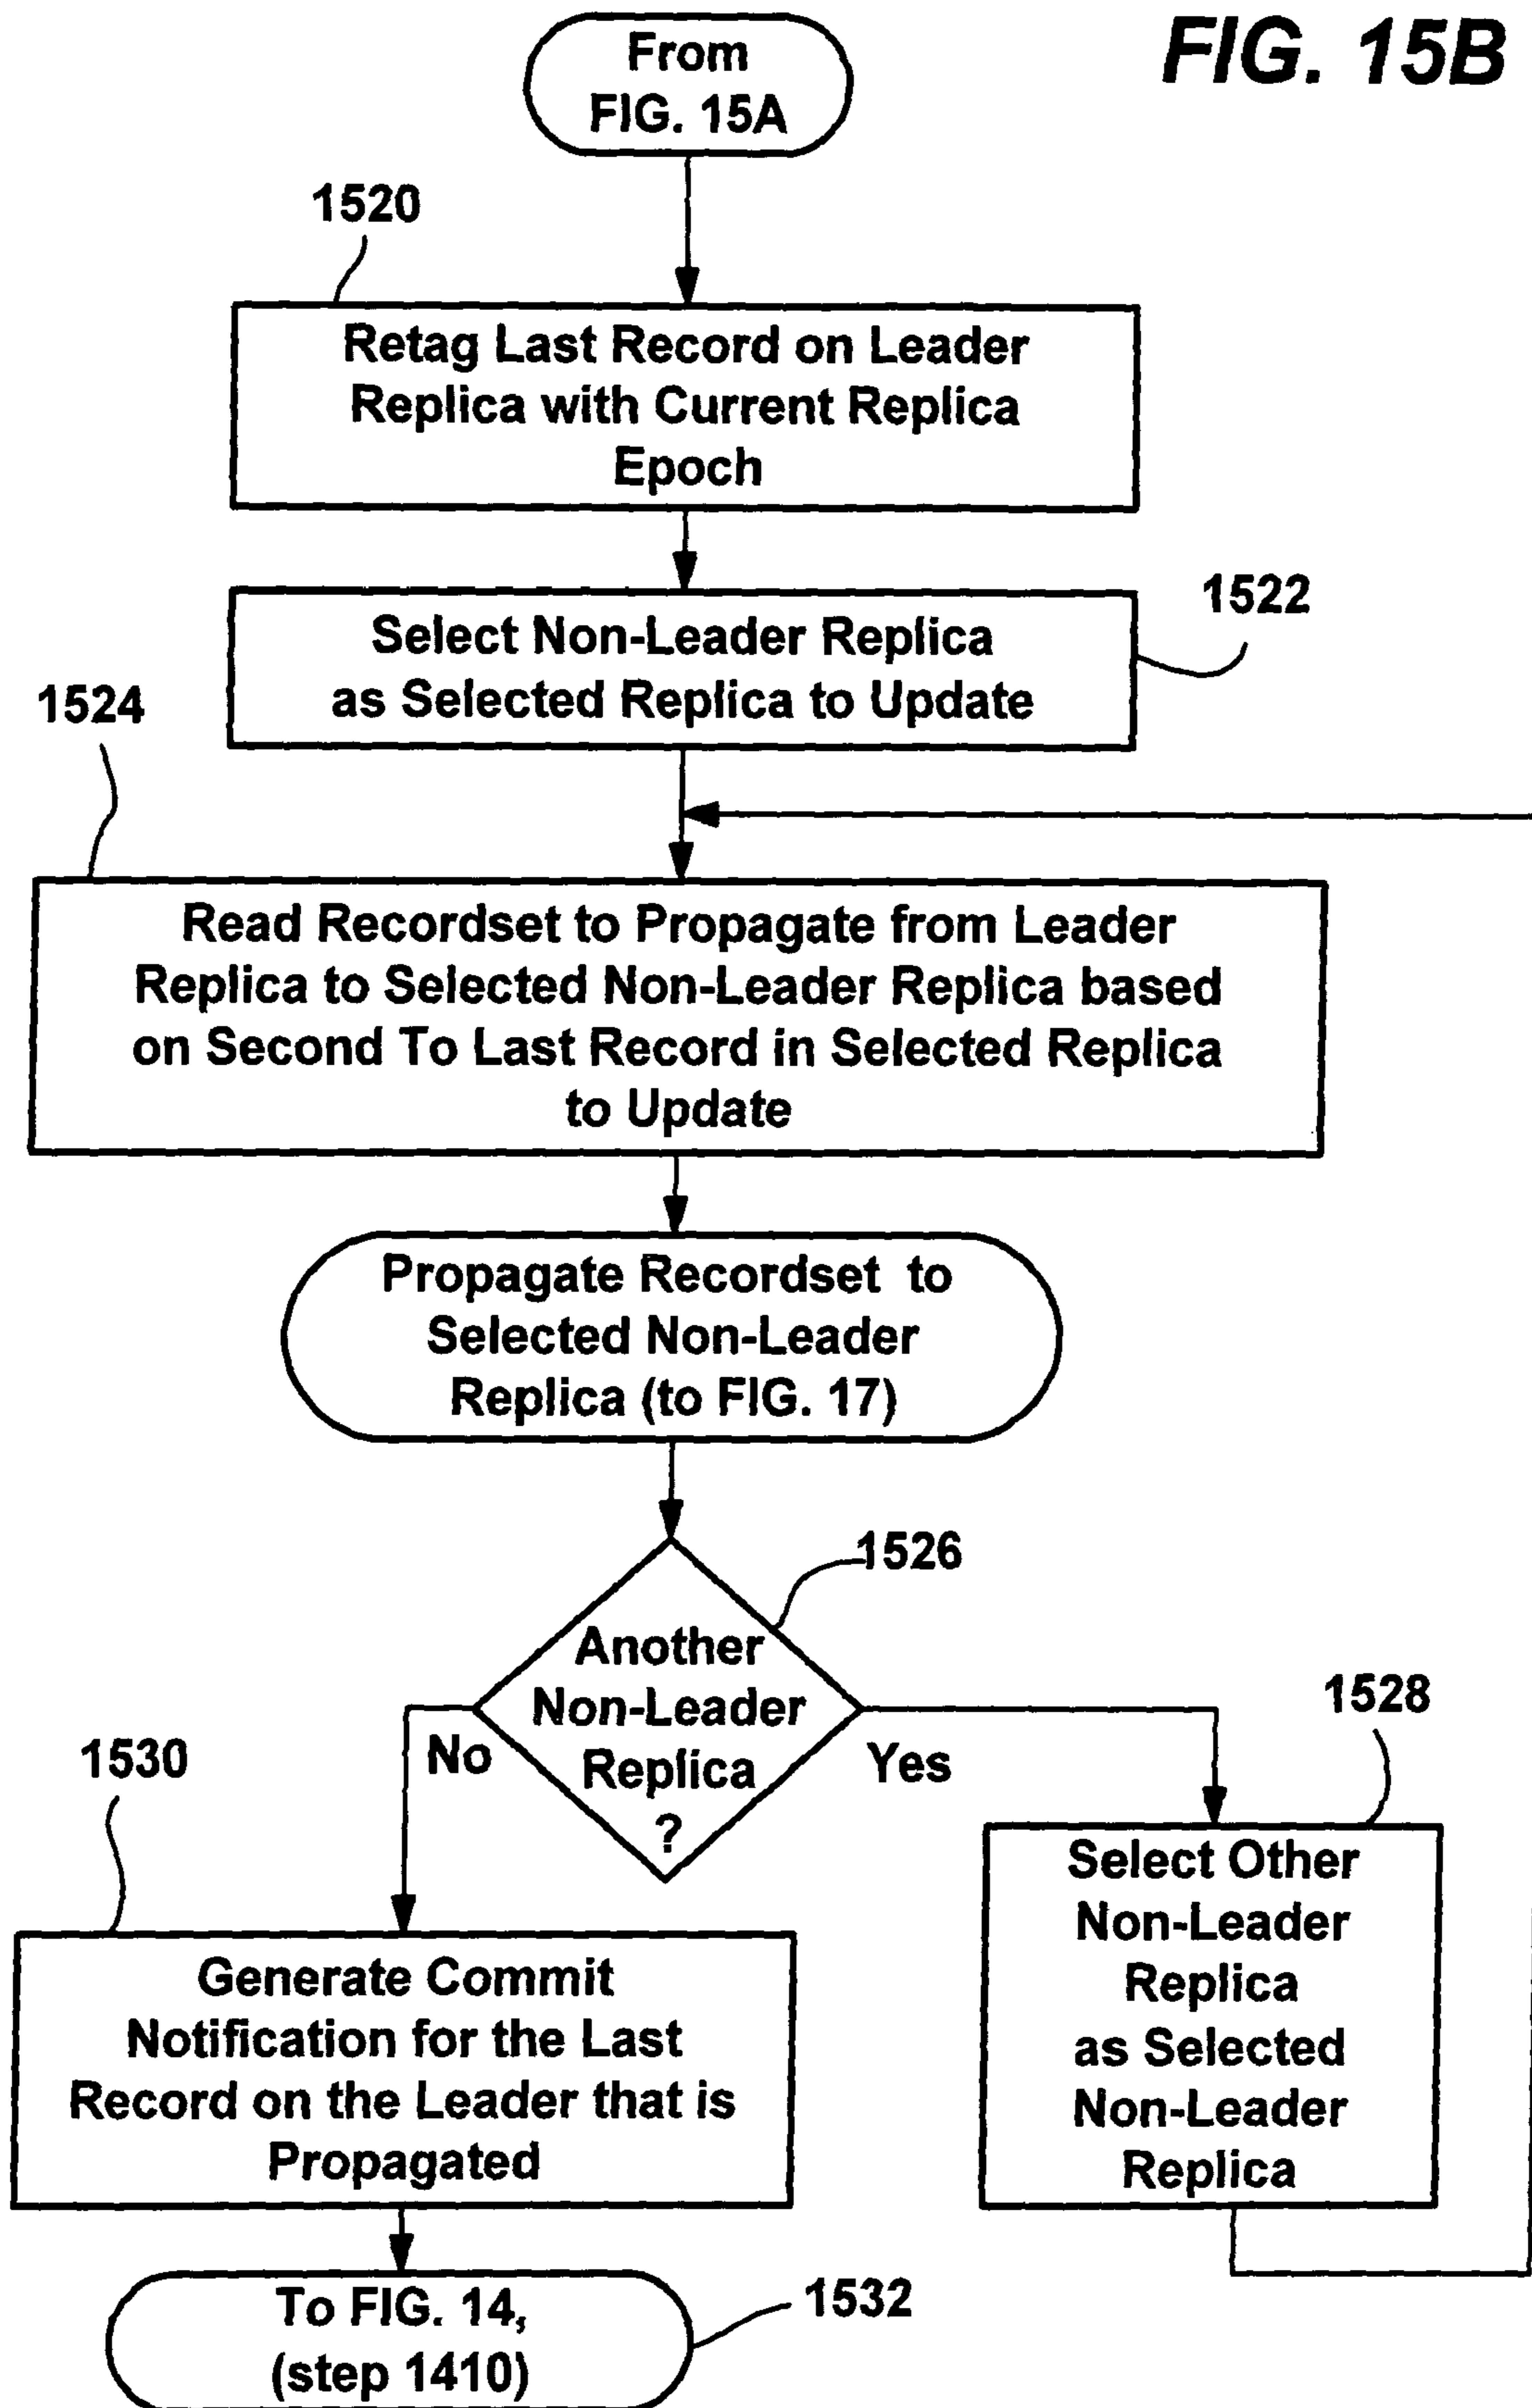 FIG. 15B
From
FIG. 15A
1520
Retag Last Record on Leader
Replica with Current Replica
Epoch
1522
Select Non-Leader Replica
as Selected Replica to Update
1524
Read Recordset to Propagate from Leader
Replica to Selected Non-Leader Replica based
on Second To Last Record in Selected Replica
to Update
Propagate Recordset to
Selected Non-Leader
Replica (to FIG. 17)
1526
Another
Non-Leader
Replica
?
No
Yes
1528
Select Other
Non-Leader
Replica
as Selected
Non-Leader
Replica
1530
Generate Commit
Notification for the Last
Record on the Leader that is
Propagated
To FIG. 14,
(step 1410)
1532